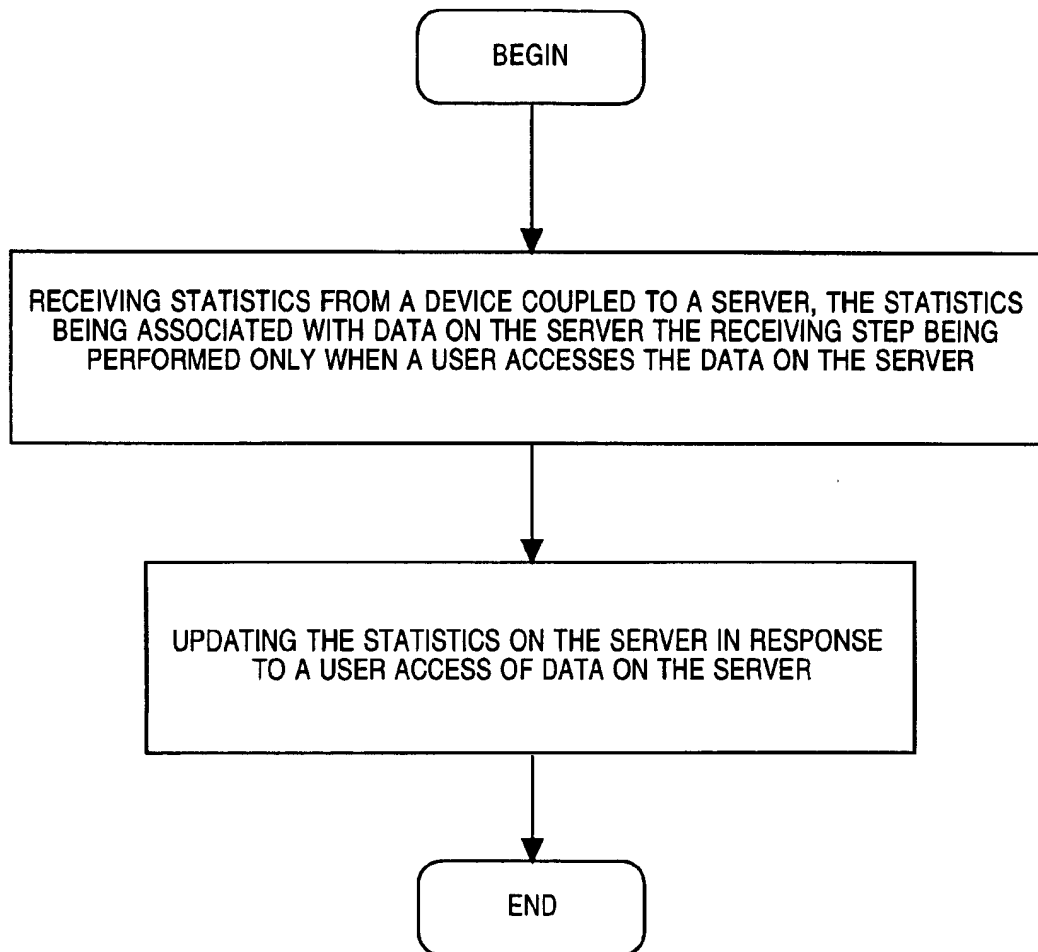 BEGIN
RECEIVING STATISTICS FROM A DEVICE COUPLED TO A SERVER, THE STATISTICS
BEING ASSOCIATED WITH DATA ON THE SERVER THE RECEIVING STEP BEING
PERFORMED ONLY WHEN A USER ACCESSES THE DATA ON THE SERVER
UPDATING THE STATISTICS ON THE SERVER IN RESPONSE
TO A USER ACCESS OF DATA ON THE SERVER
END